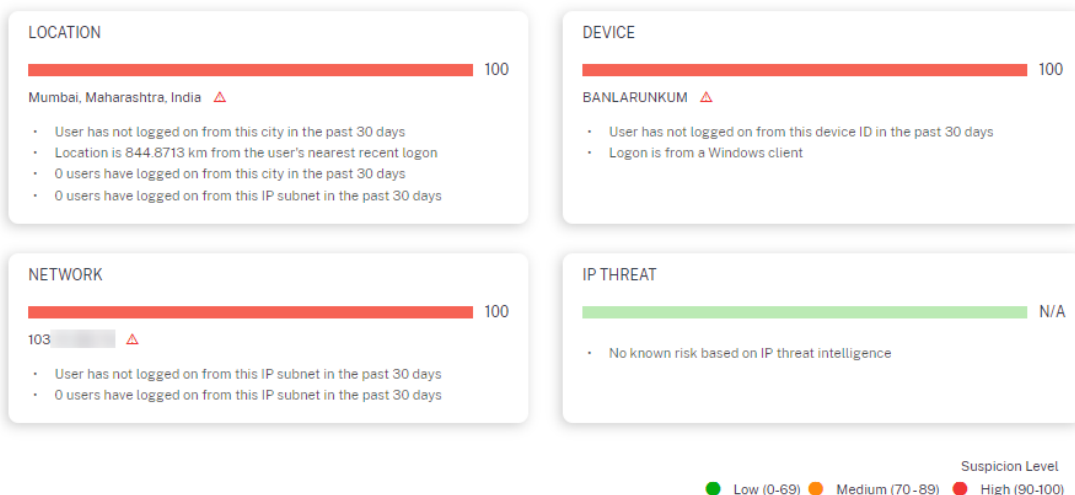 LOCATION
100
Mumbai, Maharashtra, India
• User has not logged on from this city in the past 30 days
• Location is 844.8713 km from the user's nearest recent logon
• 0 users have logged on from this city in the past 30 days
• 0 users have logged on from this IP subnet in the past 30 days
DEVICE
100
BANLARUNKUM
• User has not logged on from this device ID in the past 30 days
• Logon is from a Windows client
NETWORK
100
103
• User has not logged on from this IP subnet in the past 30 days
• 0 users have logged on from this IP subnet in the past 30 days
IP THREAT
N/A
• No known risk based on IP threat intelligence
Suspicion Level
Low (0-69) Medium (70-89) High (90-100)